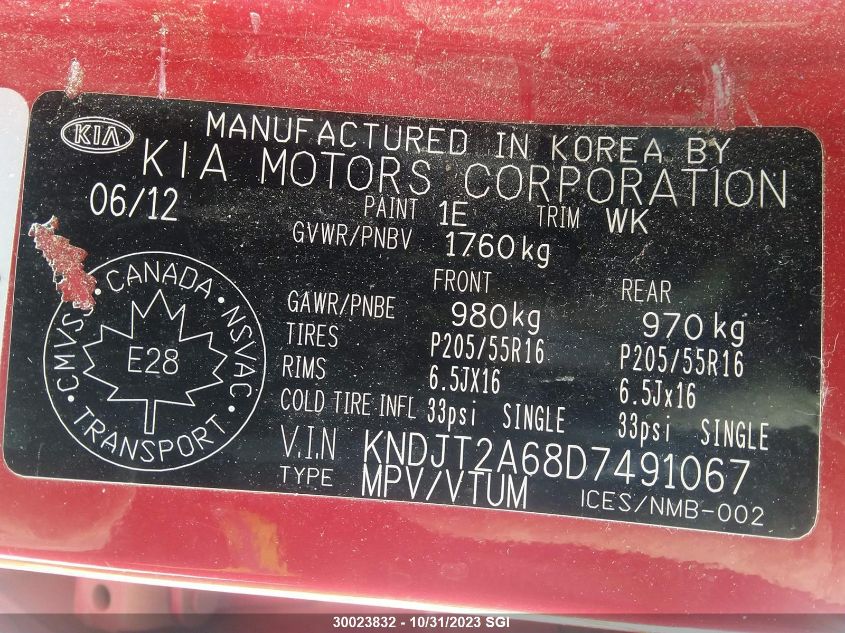 KIA
MANUFACTURED IN KOREA BY
KIA MOTORS CORPORATION
06/12 PAINT 1E TRIM WK
GVWR/PNBV 1760kg
FRONT REAR
GAWR/PNBE 980kg 970kg
TIRES P205/55R16 P205/55R16
RIMS 6.5JX16 6.5Jx16
COLD TIRE INFL 33psi SINGLE 33psi SINGLE
V.I.N KNDJT2A68D7491067
TYPE MPV/VTUM ICES/NMB-002
CANADA
CMVS NSVAC
E28
TRANSPORT
30023832 - 10/31/2023 SGI